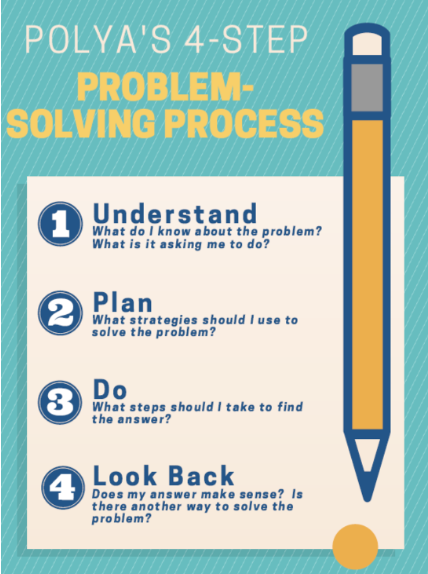 POLYA'S 4-STEP
PROBLEM-
SOLVING PROCESS
1 Understand
What do I know about the problem?
What is it asking me to do?
2 Plan
What strategies should I use to
solve the problem?
3 Do
What steps should I take to find
the answer?
4 Look Back
Does my answer make sense? Is
there another way to solve the
problem?